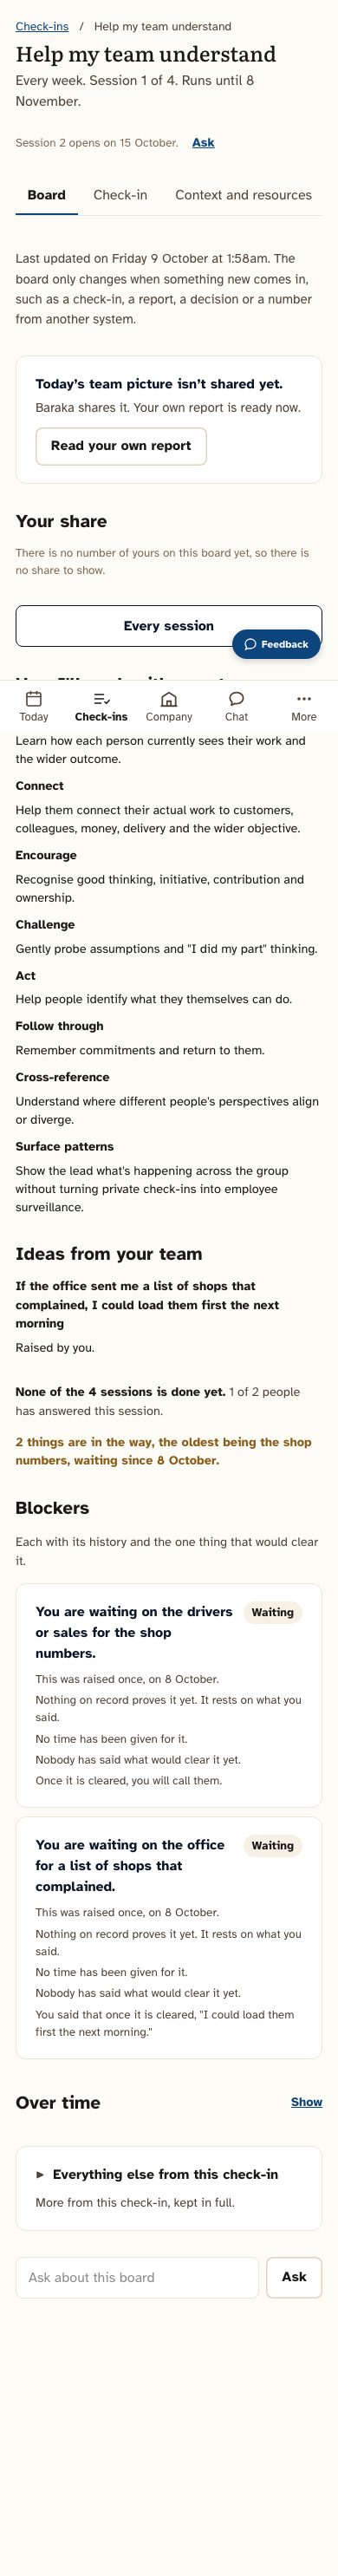 Check-ins / Help my team understand
Help my team understand
Every week. Session 1 of 4. Runs until 8
November.
Session 2 opens on 15 October. Ask
Board Check-in Context and resources
Last updated on Friday 9 October at 1:58am. The
board only changes when something new comes in,
such as a check-in, a report, a decision or a number
from another system.
Today's team picture isn't shared yet.
Baraka shares it. Your own report is ready now.
Read your own report
Your share
There is no number of yours on this board yet, so there is
no share to show.
Every session
Feedback
Today Check-ins Company Chat More
Learn how each person currently sees their work and
the wider outcome.
Connect
Help them connect their actual work to customers,
colleagues, money, delivery and the wider objective.
Encourage
Recognise good thinking, initiative, contribution and
ownership.
Challenge
Gently probe assumptions and "I did my part" thinking.
Act
Help people identify what they themselves can do.
Follow through
Remember commitments and return to them.
Cross-reference
Understand where different people's perspectives align
or diverge.
Surface patterns
Show the lead what's happening across the group
without turning private check-ins into employee
surveillance.
Ideas from your team
If the office sent me a list of shops that
complained, I could load them first the next
morning
Raised by you.
None of the 4 sessions is done yet. 1 of 2 people
has answered this session.
2 things are in the way, the oldest being the shop
numbers, waiting since 8 October.
Blockers
Each with its history and the one thing that would clear
it.
You are waiting on the drivers Waiting
or sales for the shop
numbers.
This was raised once, on 8 October.
Nothing on record proves it yet. It rests on what you
said.
No time has been given for it.
Nobody has said what would clear it yet.
Once it is cleared, you will call them.
You are waiting on the office Waiting
for a list of shops that
complained.
This was raised once, on 8 October.
Nothing on record proves it yet. It rests on what you
said.
No time has been given for it.
Nobody has said what would clear it yet.
You said that once it is cleared, "I could load them
first the next morning."
Over time Show
Everything else from this check-in
More from this check-in, kept in full.
Ask about this board Ask